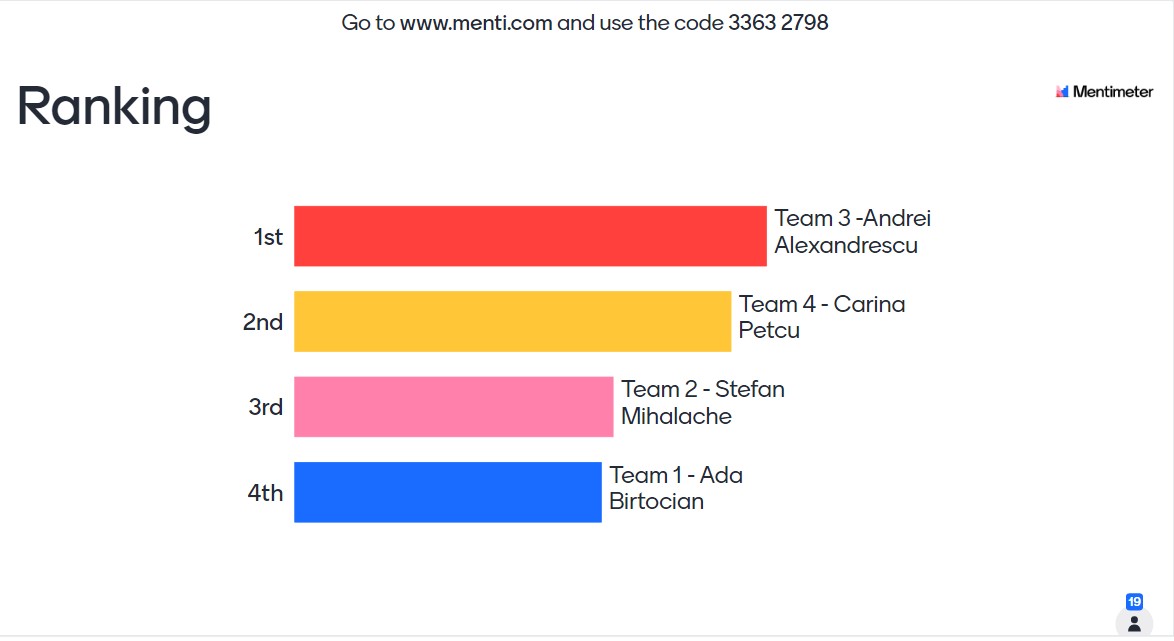 Go to www.menti.com and use the code 3363 2798
Ranking
Mentimeter
1st
Team 3 -Andrei
Alexandrescu
2nd
Team 4 - Carina
Petcu
3rd
Team 2 - Stefan
Mihalache
4th
Team 1 - Ada
Birtocian
19